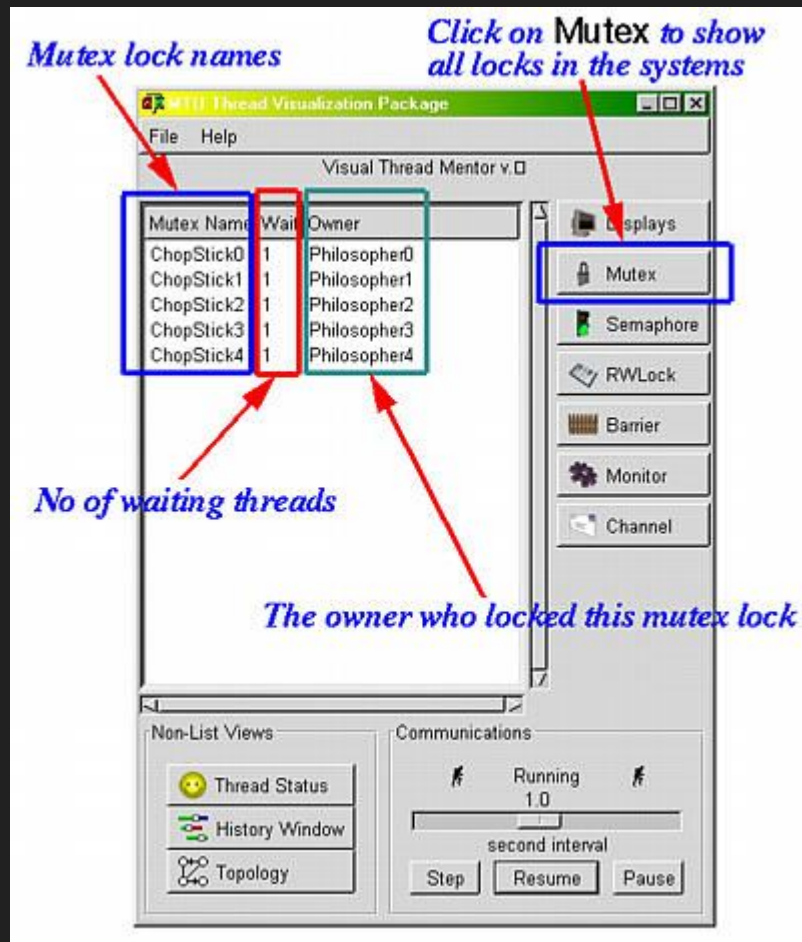 Mutex lock names
Click on Mutex to show
all locks in the systems
MTU Thread Visualization Package
File Help
Visual Thread Mentor v.
Mutex Name Wait Owner
ChopStick0 1 Philosopher0
ChopStick1 1 Philosopher1
ChopStick2 1 Philosopher2
ChopStick3 1 Philosopher3
ChopStick4 1 Philosopher4
Displays
Mutex
Semaphore
RWLock
Barrier
Monitor
Channel
No of waiting threads
The owner who locked this mutex lock
Non-List Views
Thread Status
History Window
Topology
Communications
Running
1.0
second interval
Step Resume Pause